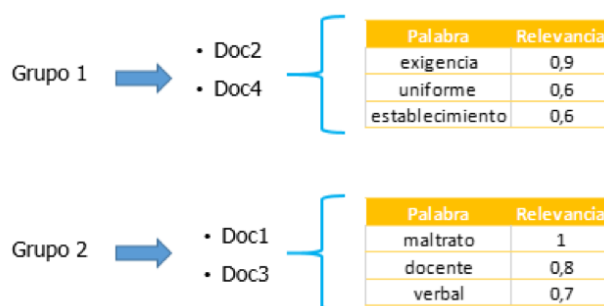 Grupo 1
• Doc2
• Doc4
Palabra Relevancia
exigencia 0,9
uniforme 0,6
establecimiento 0,6
Grupo 2
• Doc1
• Doc3
Palabra Relevancia
maltrato 1
docente 0,8
verbal 0,7